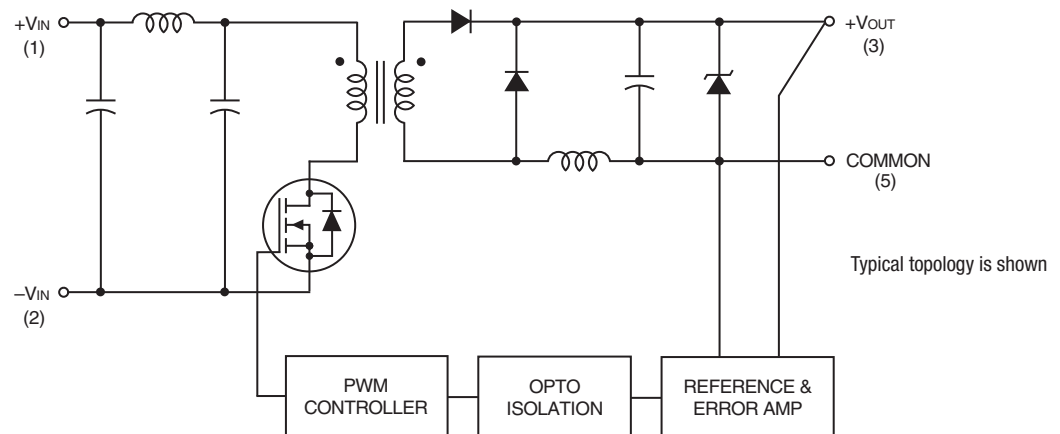 +VIN
(1)
+VOUT
(3)
COMMON
(5)
Typical topology is shown
–VIN
(2)
PWM
CONTROLLER
OPTO
ISOLATION
REFERENCE &
ERROR AMP